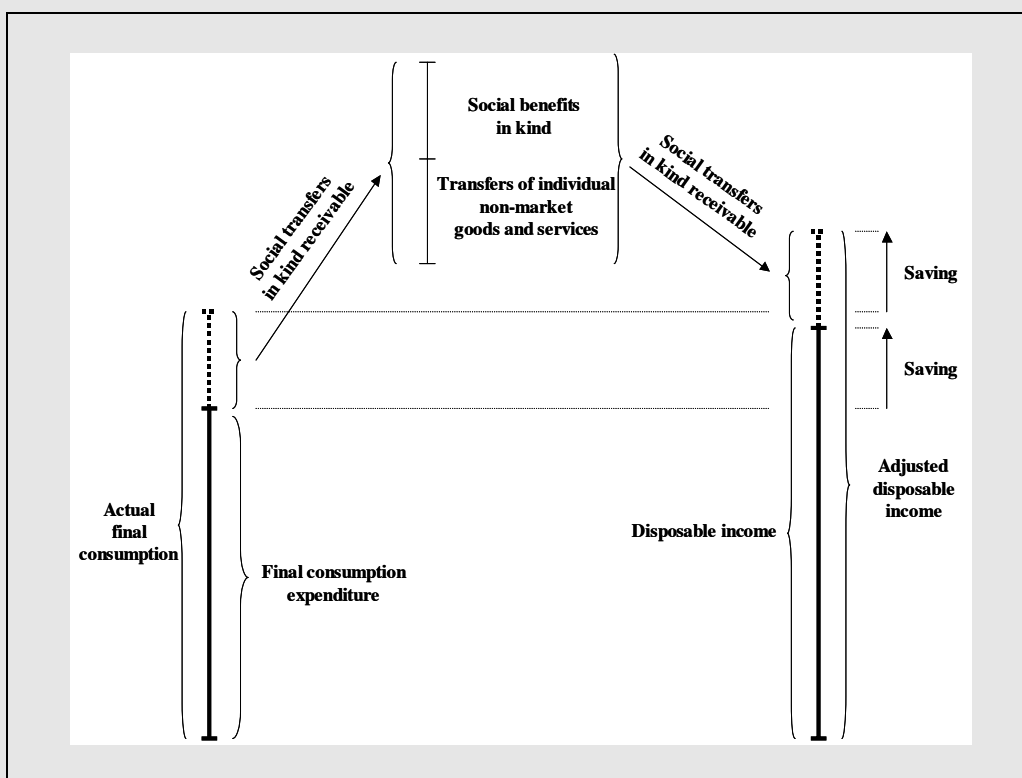 Social benefits
in kind
Transfers of individual
non-market
goods and services
Social transfers
in kind receivable
Social transfers
in kind receivable
Saving
Saving
Actual
final
consumption
Final consumption
expenditure
Disposable income
Adjusted
disposable
income